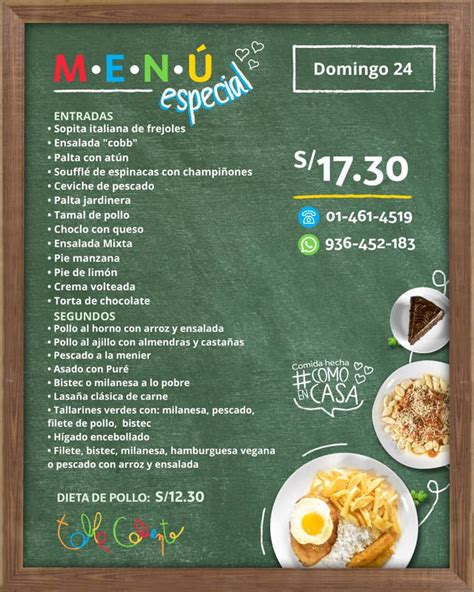 M·E·N·Ú
especial
Domingo 24
ENTRADAS
• Sopita italiana de frejoles
• Ensalada "cobb"
• Palta con atún
• Soufflé de espinacas con champiñones
• Ceviche de pescado
• Palta jardinera
• Tamal de pollo
• Choclo con queso
• Ensalada Mixta
• Pie manzana
• Pie de limón
• Crema volteada
• Torta de chocolate
S/17.30
01-461-4519
936-452-183
SEGUNDOS
• Pollo al horno con arroz y ensalada
• Pollo al ajillo con almendras y castañas
• Pescado a la menier
• Asado con Puré
• Bistec o milanesa a lo pobre
• Lasaña clásica de carne
• Tallarines verdes con: milanesa, pescado,
filete de pollo, bistec
• Hígado encebollado
• Filete, bistec, milanesa, hamburguesa vegana
o pescado con arroz y ensalada
Comida hecha
#COMO
EN CASA
DIETA DE POLLO: S/12.30